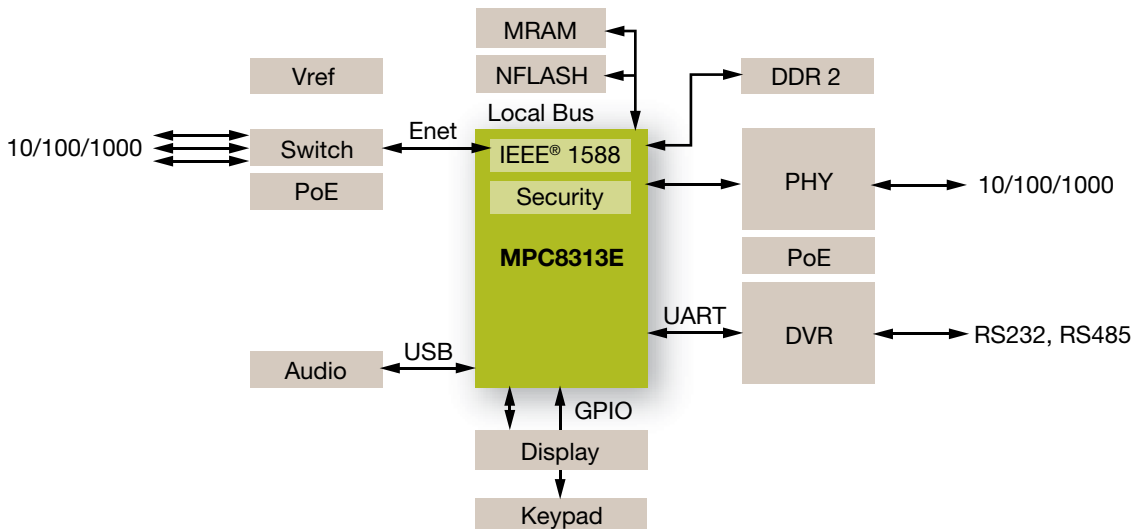 MRAM
Vref
NFLASH
DDR 2
Local Bus
Enet
10/100/1000
Switch
IEEE® 1588
PHY
10/100/1000
PoE
Security
MPC8313E
PoE
UART
DVR
RS232, RS485
USB
Audio
GPIO
Display
Keypad